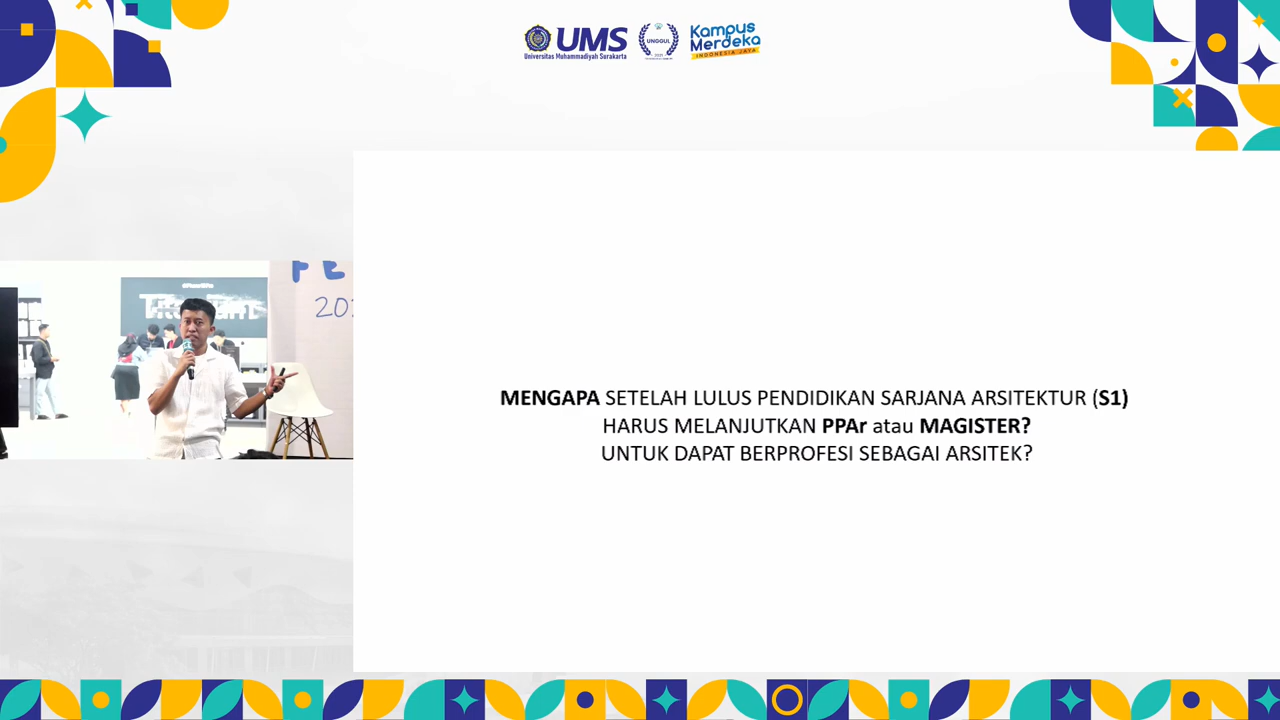 UMS
Universitas Muhammadiyah Surakarta
UNGGUL
Kampus
Merdeka
INDONESIA JAYA
MENGAPA SETELAH LULUS PENDIDIKAN SARJANA ARSITEKTUR (S1)
HARUS MELANJUTKAN PPAr atau MAGISTER?
UNTUK DAPAT BERPROFESI SEBAGAI ARSITEK?